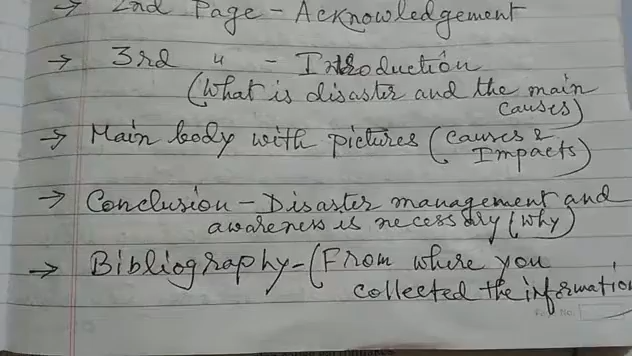 → 2nd Page - Acknowledgement
→ 3rd " - Introduction
(What is disaster and the main
causes)
→ Main body with pictures (Causes &
Impacts)
→ Conclusion - Disaster management and
awareness is necessary (why)
→ Bibliography - (From where you
collected the information